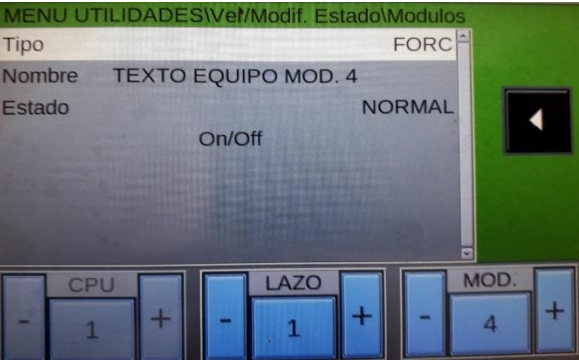 MENU UTILIDADES\Ver/Modif. Estado\Modulos
Tipo FORC
Nombre TEXTO EQUIPO MOD. 4
Estado NORMAL
On/Off
CPU LAZO MOD.
- 1 + - 1 + - 4 +